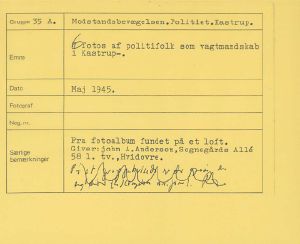 Gruppe 35 A. Modstandsbevægelsen.Politiet.Kastrup.
Emne 6 fotos af politifolk som vagtmandskab
i Kastrup-.
Dato Maj 1945.
Fotograf
Neg.nr.
Særlige bemærkninger Fra fotoalbum fundet på et loft.
Giver:john A.Andersen,Sognegårds Allé
58 1. tv.,Hvidovre.